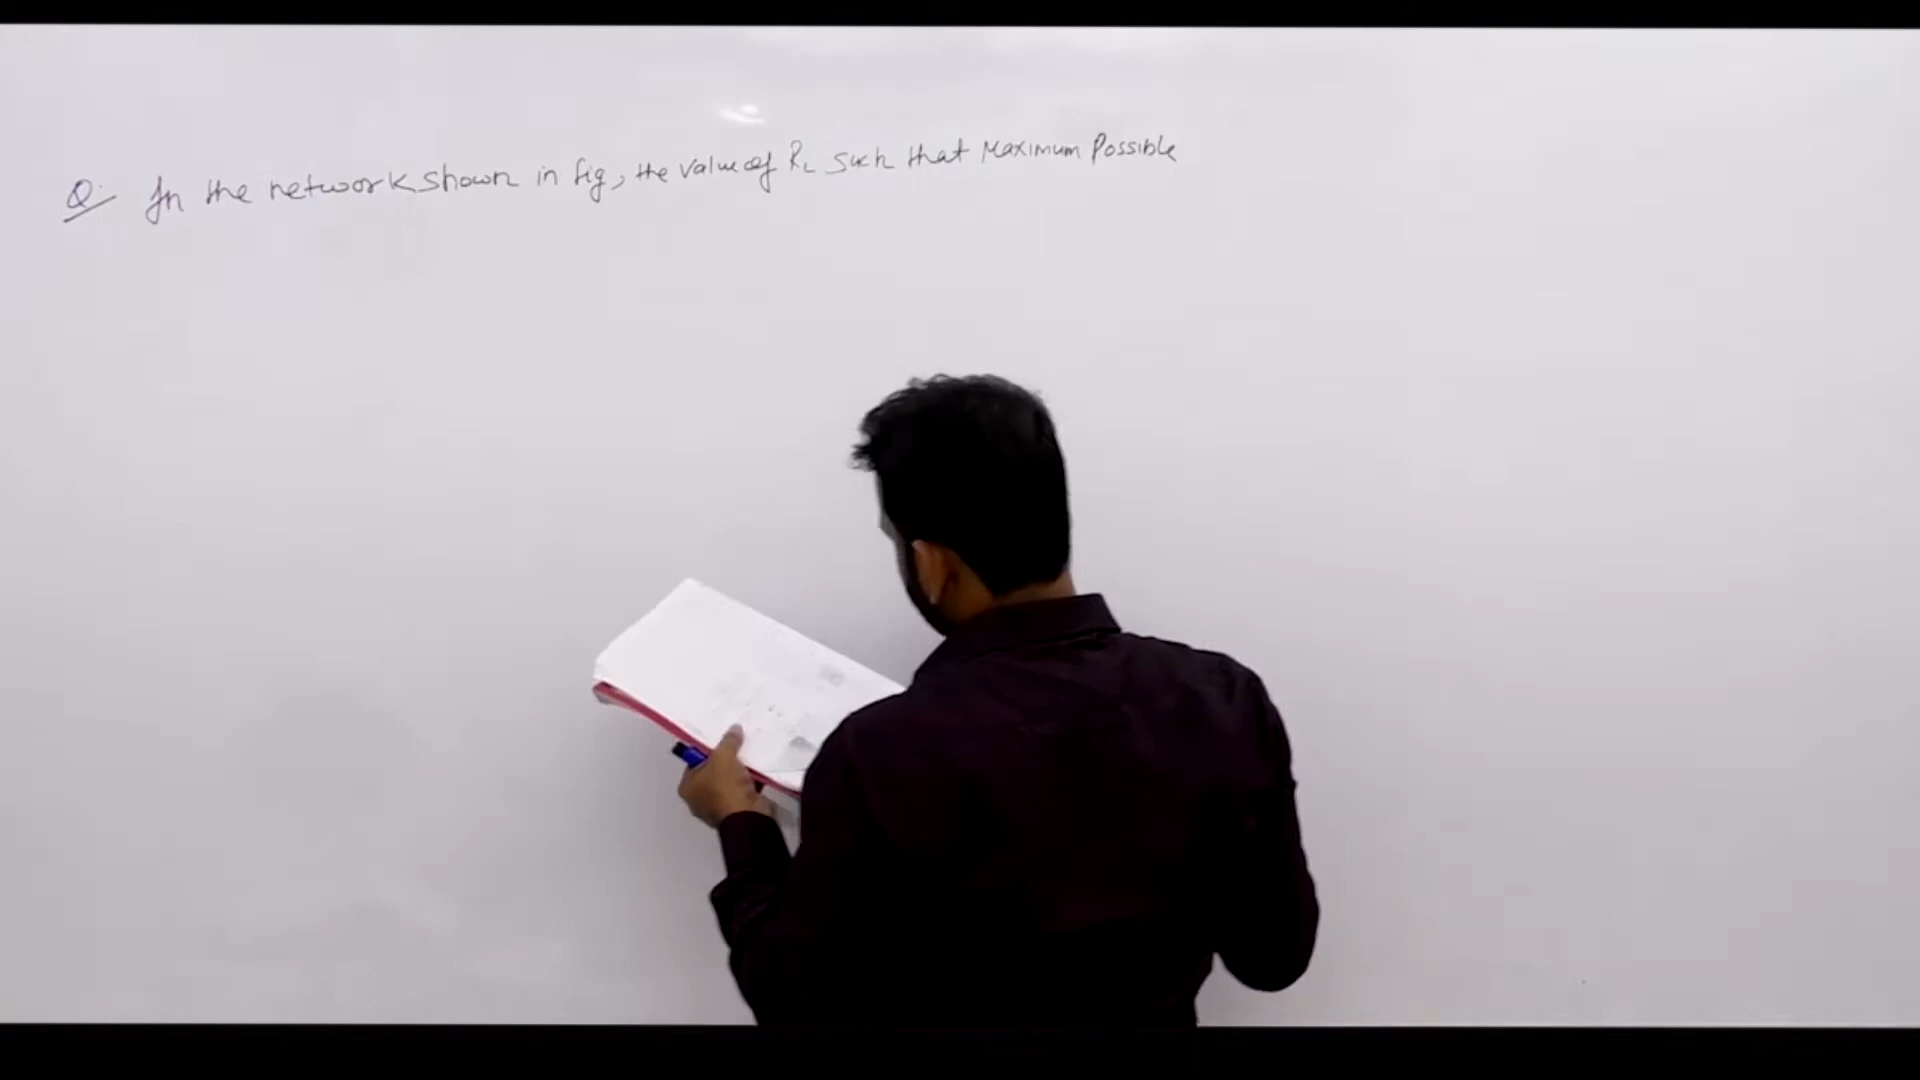 Q. In the network shown in fig, the value of RL such that Maximum Possible